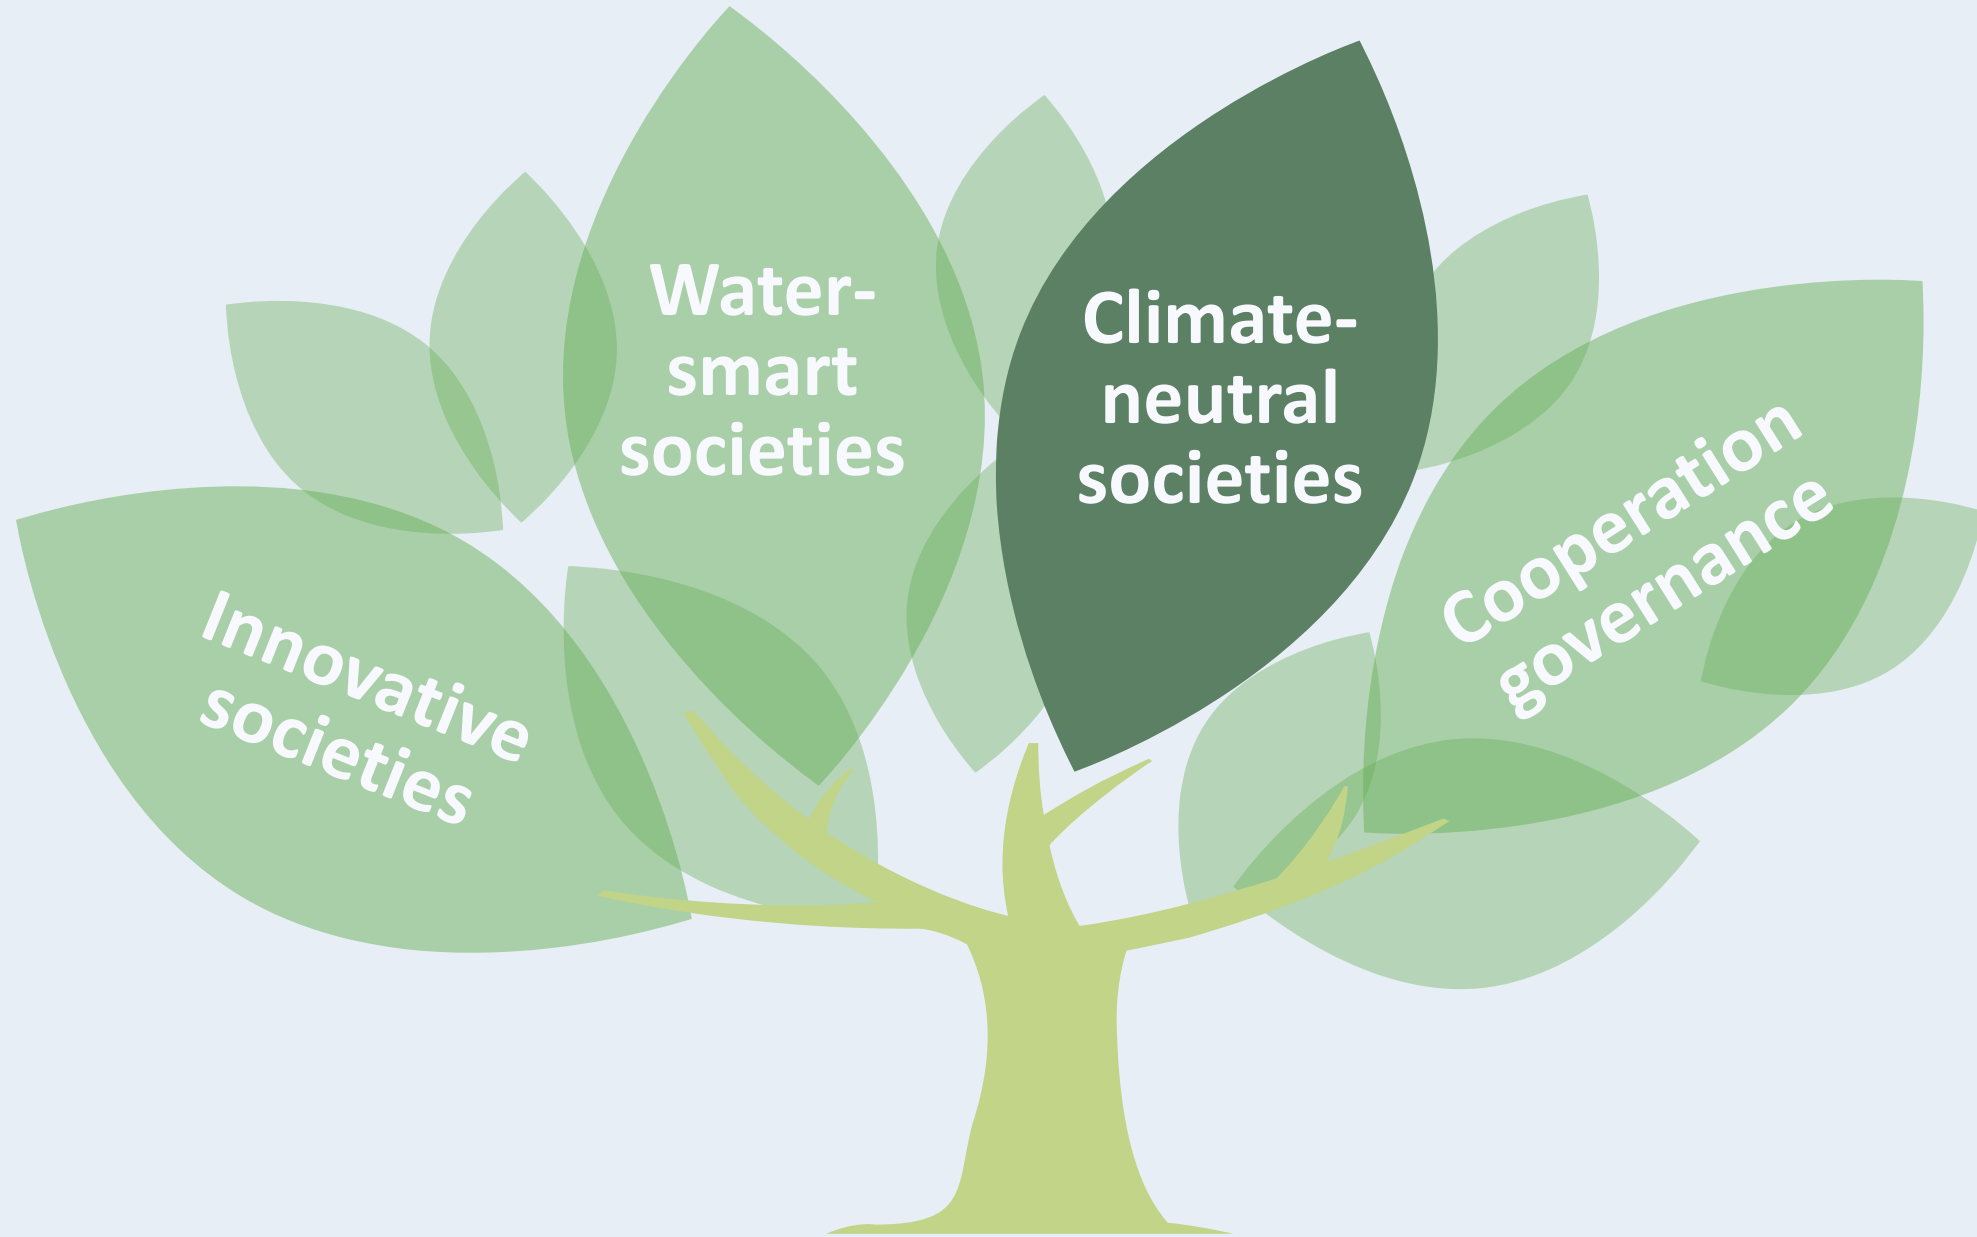 Innovative
societies
Water-
smart
societies
Climate-
neutral
societies
Cooperation
governance